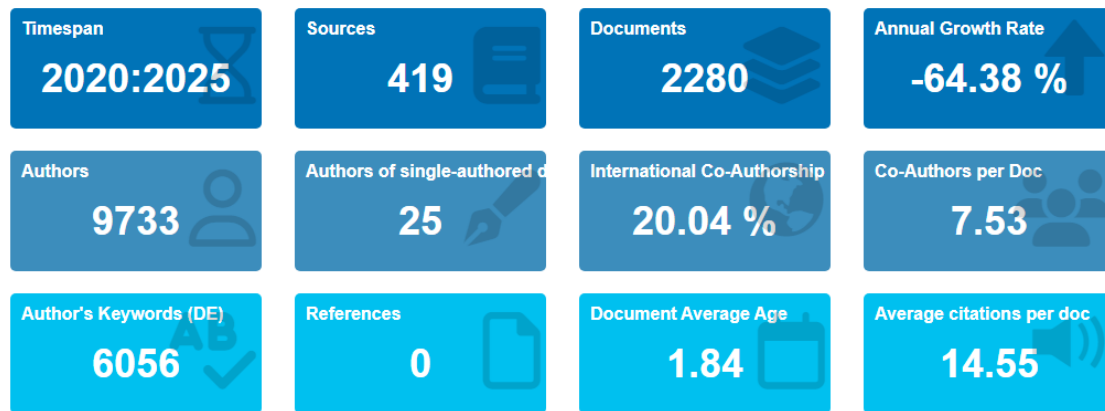 Timespan
2020:2025
Sources
419
Documents
2280
Annual Growth Rate
-64.38 %
Authors
9733
Authors of single-authored d
25
International Co-Authorship
20.04 %
Co-Authors per Doc
7.53
Author's Keywords (DE)
AB
6056
References
0
Document Average Age
1.84
Average citations per doc
14.55